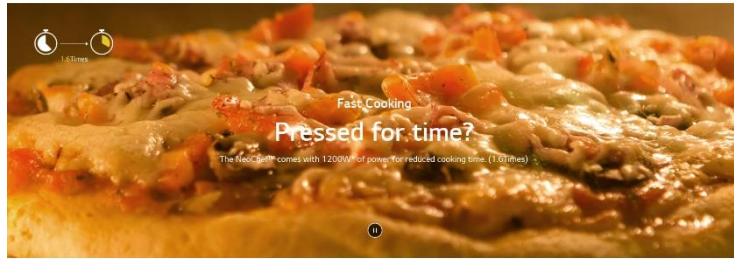 1.6Times
Fast Cooking
Pressed for time?
The NeoChef™ comes with 1200W* of power for reduced cooking time. (1.6Times)